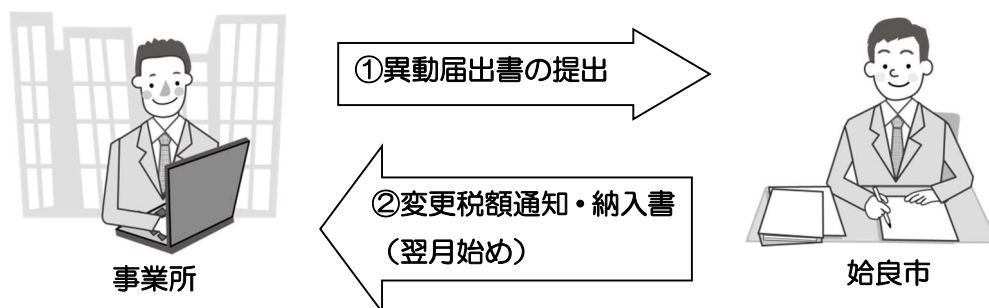 ①異動届出書の提出
②変更税額通知・納入書
（翌月始め）
事業所
姶良市